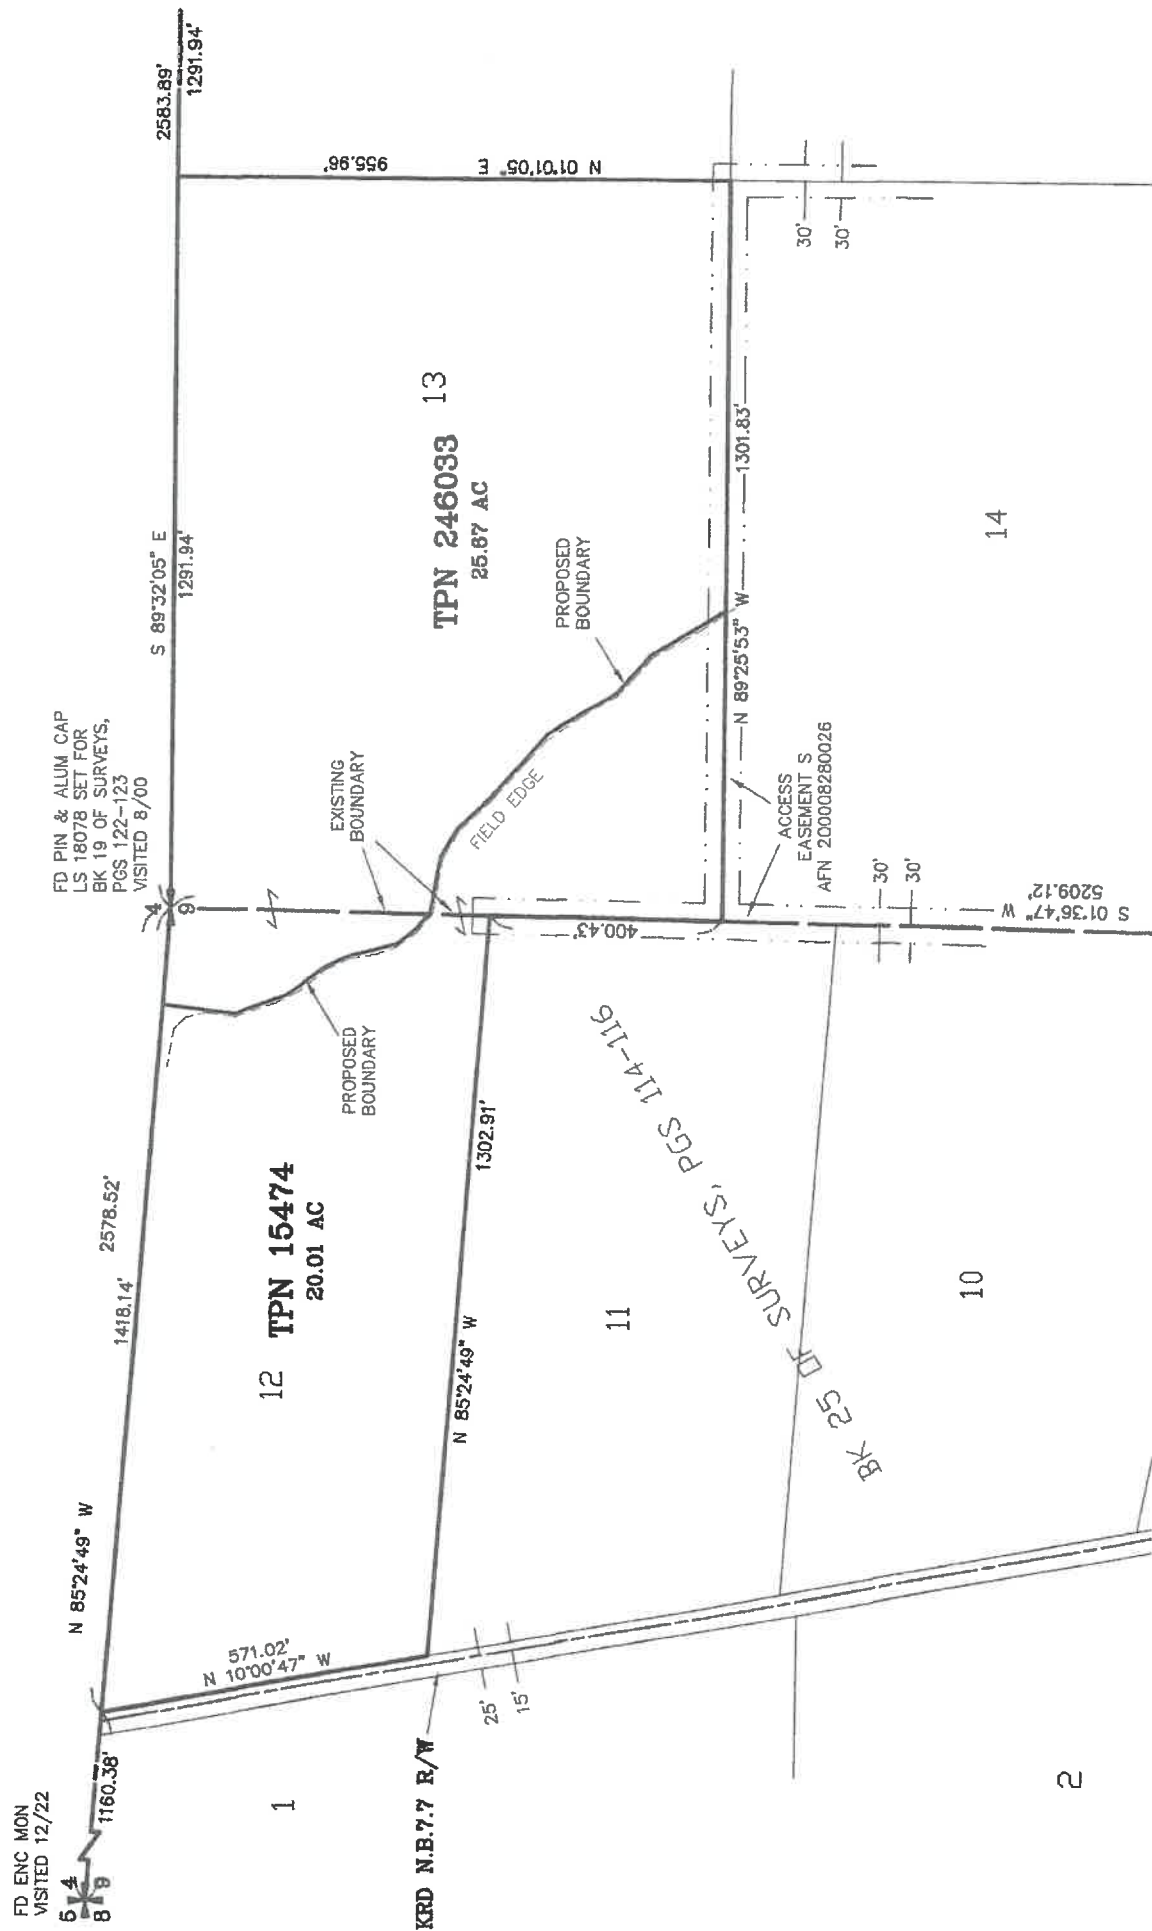 FD ENC MON
VISITED 12/22
5 4
8 9
1160.38'
N 85°24'49" W
1418.14'
2578.52'
FD PIN & ALUM CAP
LS 18078 SET FOR
BK 19 OF SURVEYS,
PGS 122-123
VISITED 8/00
4
9
S 89°32'05" E
1291.94'
2583.89'
1291.94'
N 01°01'05" E
955.96'
1
571.02'
N 10°00'47" W
12
TPN 15474
20.01 AC
PROPOSED
BOUNDARY
EXISTING
BOUNDARY
FIELD EDGE
13
TPN 246033
25.87 AC
PROPOSED
BOUNDARY
N 85°24'49" W
1302.91'
400.43'
N 89°25'53" W
1301.83'
30'
30'
KRD N.B.7.7 R/W
25'
15'
11
BK 25 OF SURVEYS, PGS 114-116
ACCESS
EASEMENT S
AFN 200008280026
30'
30'
14
2
10
S 01°36'47" W
5209.12'